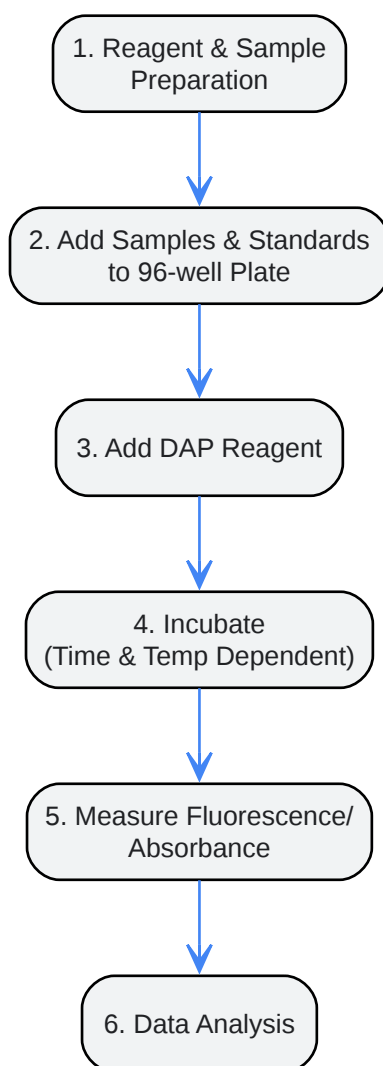 1. Reagent & Sample
Preparation
2. Add Samples & Standards
to 96-well Plate
3. Add DAP Reagent
4. Incubate
(Time & Temp Dependent)
5. Measure Fluorescence/
Absorbance
6. Data Analysis